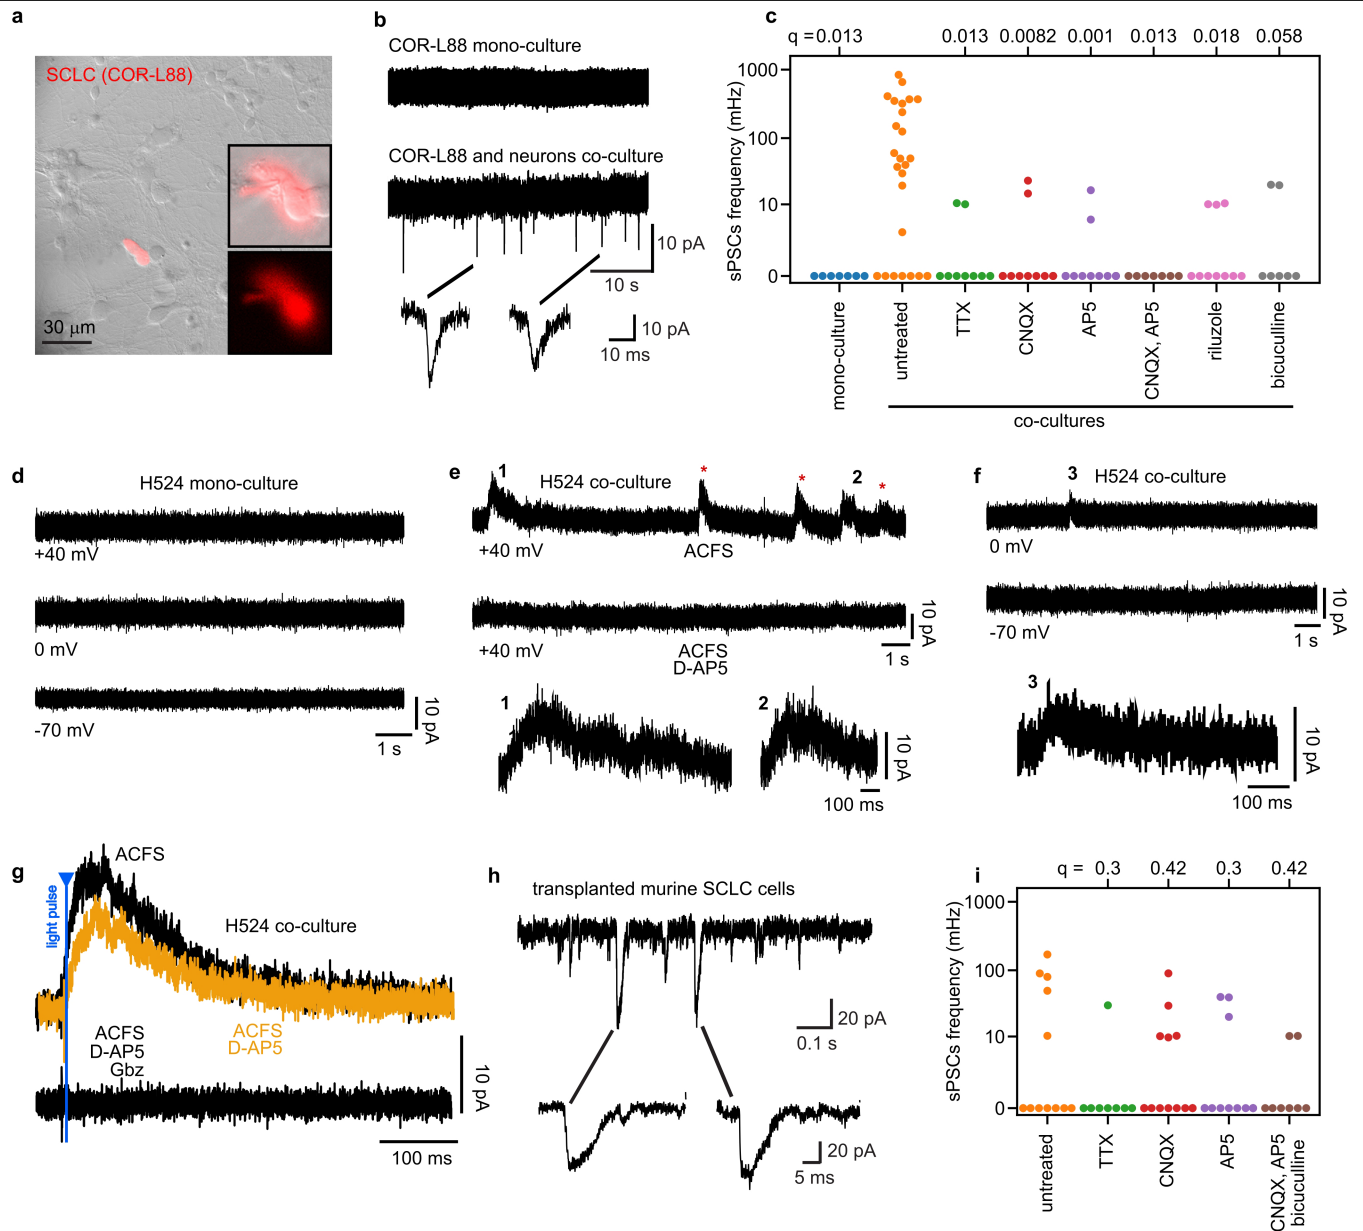 a
SCLC (COR-L88)
30 µm
b
COR-L88 mono-culture
COR-L88 and neurons co-culture
10 pA
10 s
10 pA
10 ms
c
q = 0.013 0.013 0.0082 0.001 0.013 0.018 0.058
sPSCs frequency (mHz)
1000
100
10
0
mono-culture
untreated
TTX
CNQX
AP5
CNQX, AP5
riluzole
bicuculline
co-cultures
d
H524 mono-culture
+40 mV
0 mV
-70 mV
10 pA
1 s
e
1
H524 co-culture
*
*
2
*
+40 mV
ACFS
+40 mV
ACFS
D-AP5
10 pA
1 s
1
2
10 pA
100 ms
f
3
H524 co-culture
0 mV
-70 mV
10 pA
1 s
3
10 pA
100 ms
g
ACFS
light pulse
H524 co-culture
ACFS
D-AP5
Gbz
ACFS
D-AP5
10 pA
100 ms
h
transplanted murine SCLC cells
20 pA
0.1 s
20 pA
5 ms
i
q = 0.3 0.42 0.3 0.42
sPSCs frequency (mHz)
1000
100
10
0
untreated
TTX
CNQX
AP5
CNQX, AP5
bicuculline